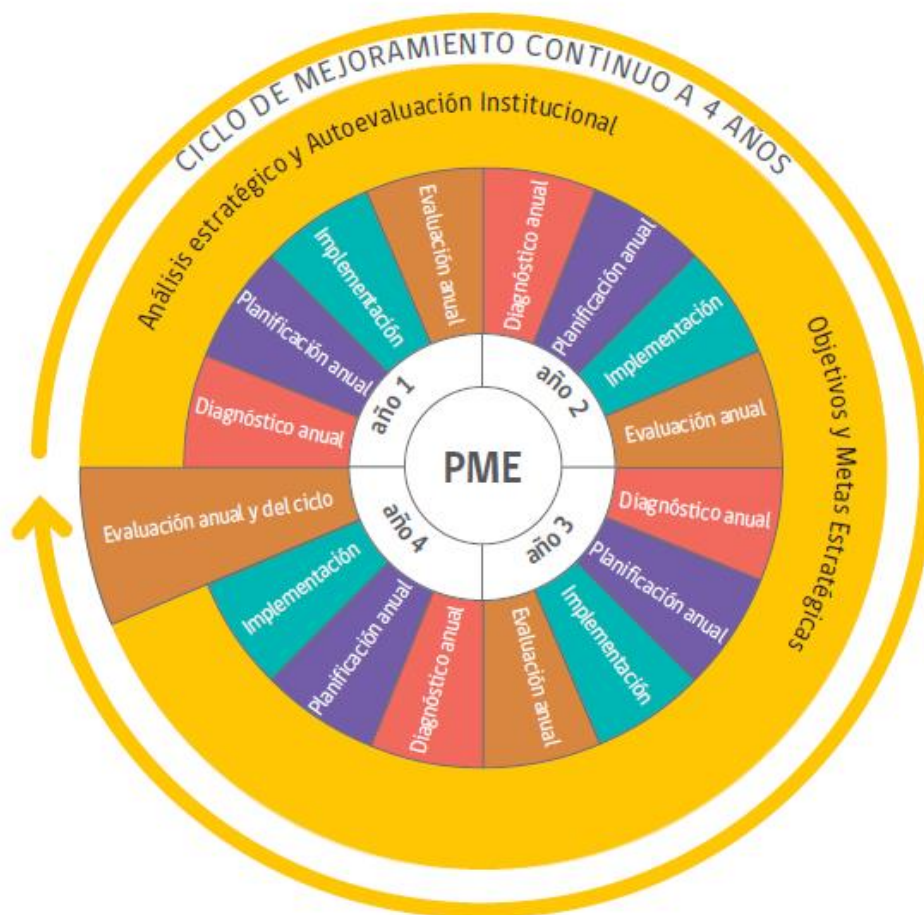 CICLO DE MEJORAMIENTO CONTINUO A 4 AÑOS
Análisis estratégico y Autoevaluación Institucional
Objetivos y Metas Estratégicas
PME
año 1
Diagnóstico anual
Planificación anual
Implementación
Evaluación anual
año 2
Diagnóstico anual
Planificación anual
Implementación
Evaluación anual
año 3
Diagnóstico anual
Planificación anual
Implementación
Evaluación anual
año 4
Diagnóstico anual
Planificación anual
Implementación
Evaluación anual y del ciclo